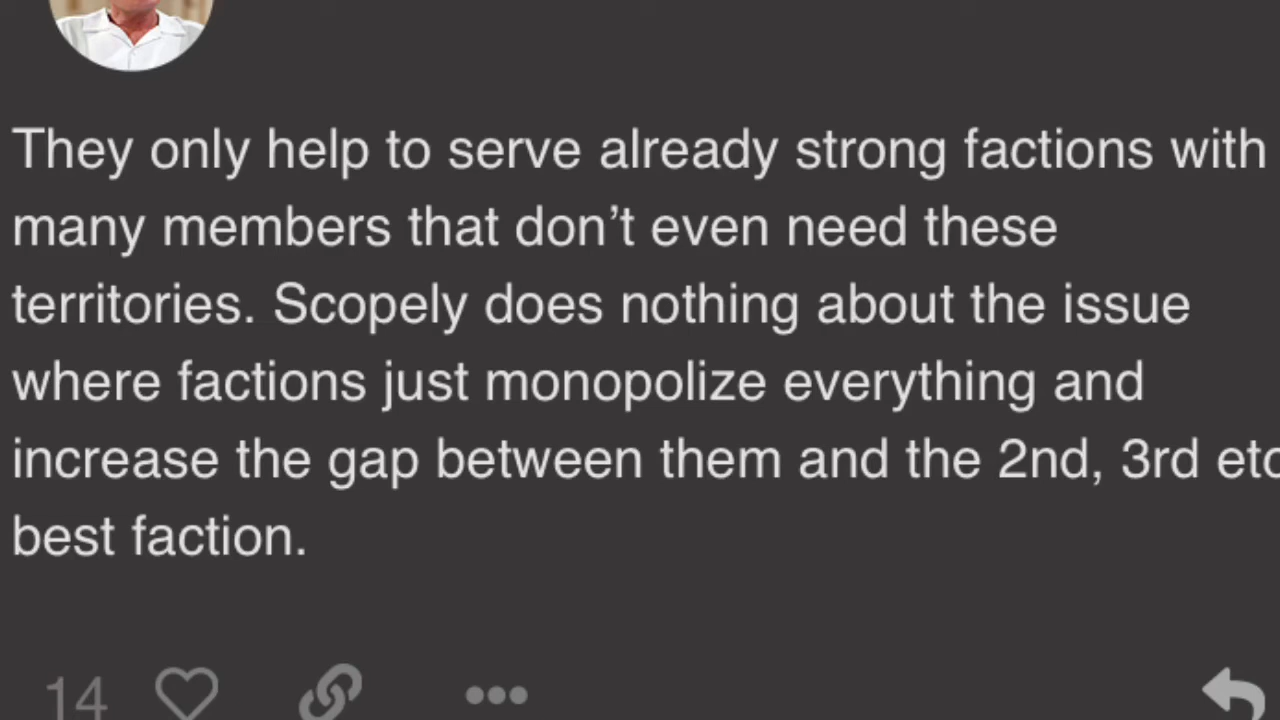 They only help to serve already strong factions with
many members that don’t even need these
territories. Scopely does nothing about the issue
where factions just monopolize everything and
increase the gap between them and the 2nd, 3rd etc
best faction.
14